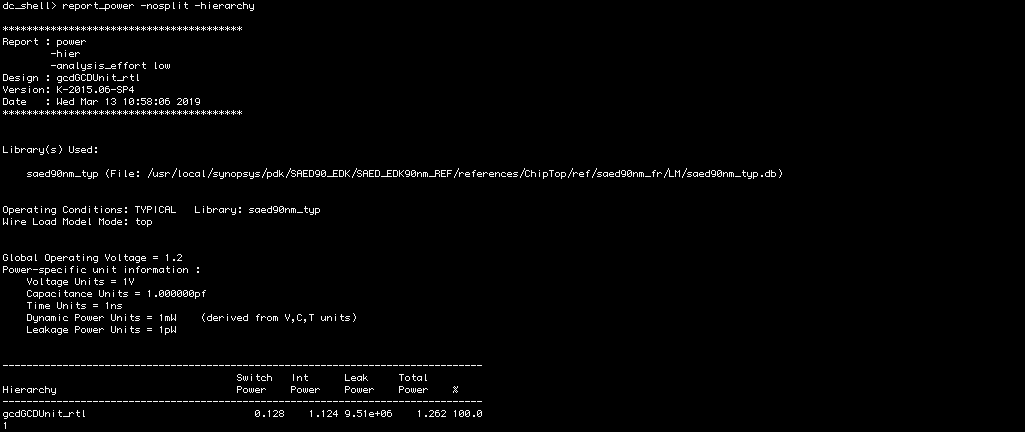 dc_shell> report_power -nosplit -hierarchy
****************************************
Report : power
        -hier
        -analysis_effort low
Design : gcdGCDUnit_rtl
Version: K-2015.06-SP4
Date   : Wed Mar 13 10:58:06 2019
****************************************
Library(s) Used:
    saed90nm_typ (File: /usr/local/synopsys/pdk/SAED90_EDK/SAED_EDK90nm_REF/references/ChipTop/ref/saed90nm_fr/LM/saed90nm_typ.db)
Operating Conditions: TYPICAL   Library: saed90nm_typ
Wire Load Model Mode: top
Global Operating Voltage = 1.2
Power-specific unit information :
    Voltage Units = 1V
    Capacitance Units = 1.000000pf
    Time Units = 1ns
    Dynamic Power Units = 1mW    (derived from V,C,T units)
    Leakage Power Units = 1pW
--------------------------------------------------------------------------------
                                       Switch   Int      Leak     Total
Hierarchy                              Power    Power    Power    Power    %
--------------------------------------------------------------------------------
gcdGCDUnit_rtl                            0.128    1.124 9.51e+06    1.262 100.0
1